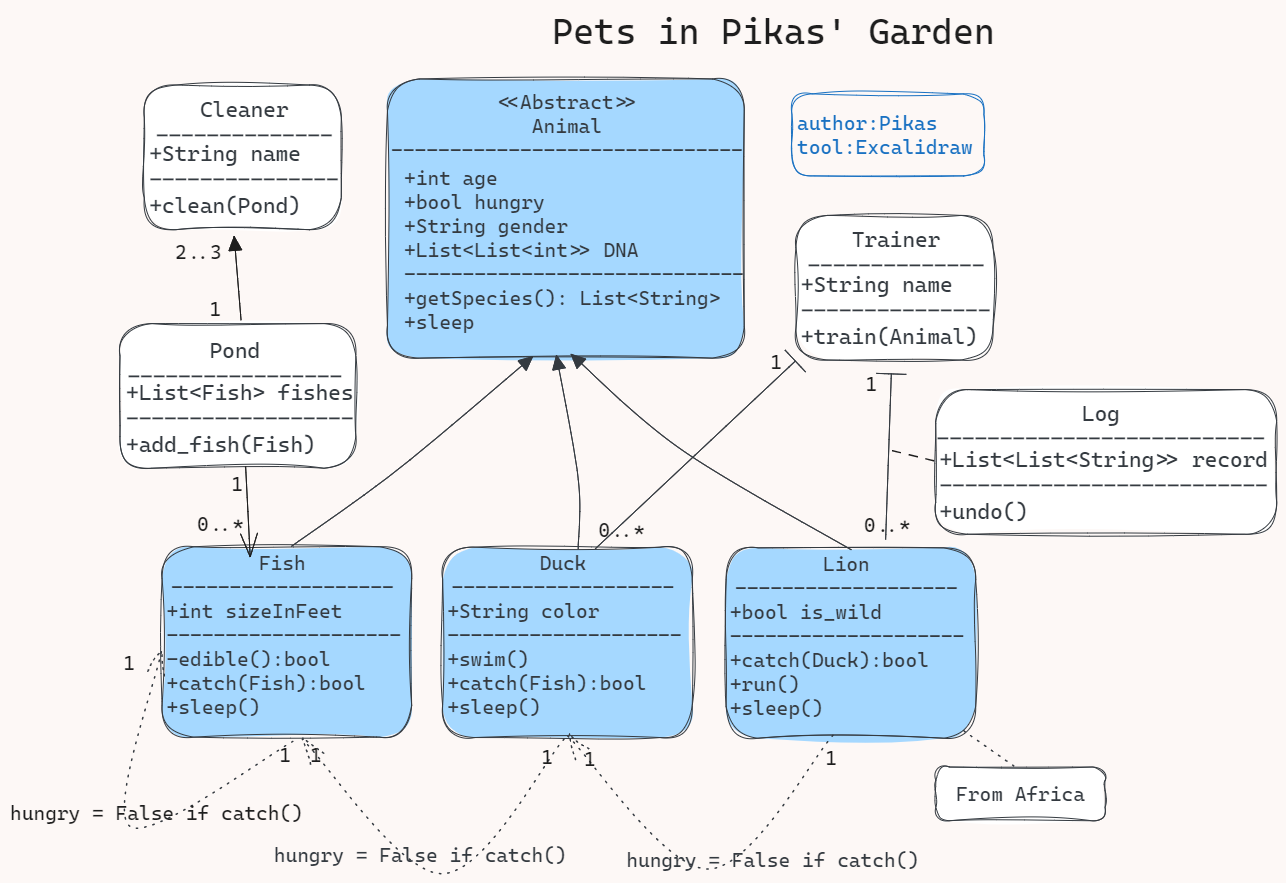 Pets in Pikas' Garden
Cleaner
+String name
+clean(Pond)
<<Abstract>>
Animal
+int age
+bool hungry
+String gender
+List<List<int>> DNA
+getSpecies(): List<String>
+sleep
author:Pikas
tool:Excalidraw
Trainer
+String name
+train(Animal)
2..3
1
Pond
+List<Fish> fishes
+add_fish(Fish)
1
1
Log
+List<List<String>> record
+undo()
1
0..*
0..*
0..*
Fish
+int sizeInFeet
-edible():bool
+catch(Fish):bool
+sleep()
Duck
+String color
+swim()
+catch(Fish):bool
+sleep()
Lion
+bool is_wild
+catch(Duck):bool
+run()
+sleep()
1
1
1
1
1
1
From Africa
hungry = False if catch()
hungry = False if catch()
hungry = False if catch()